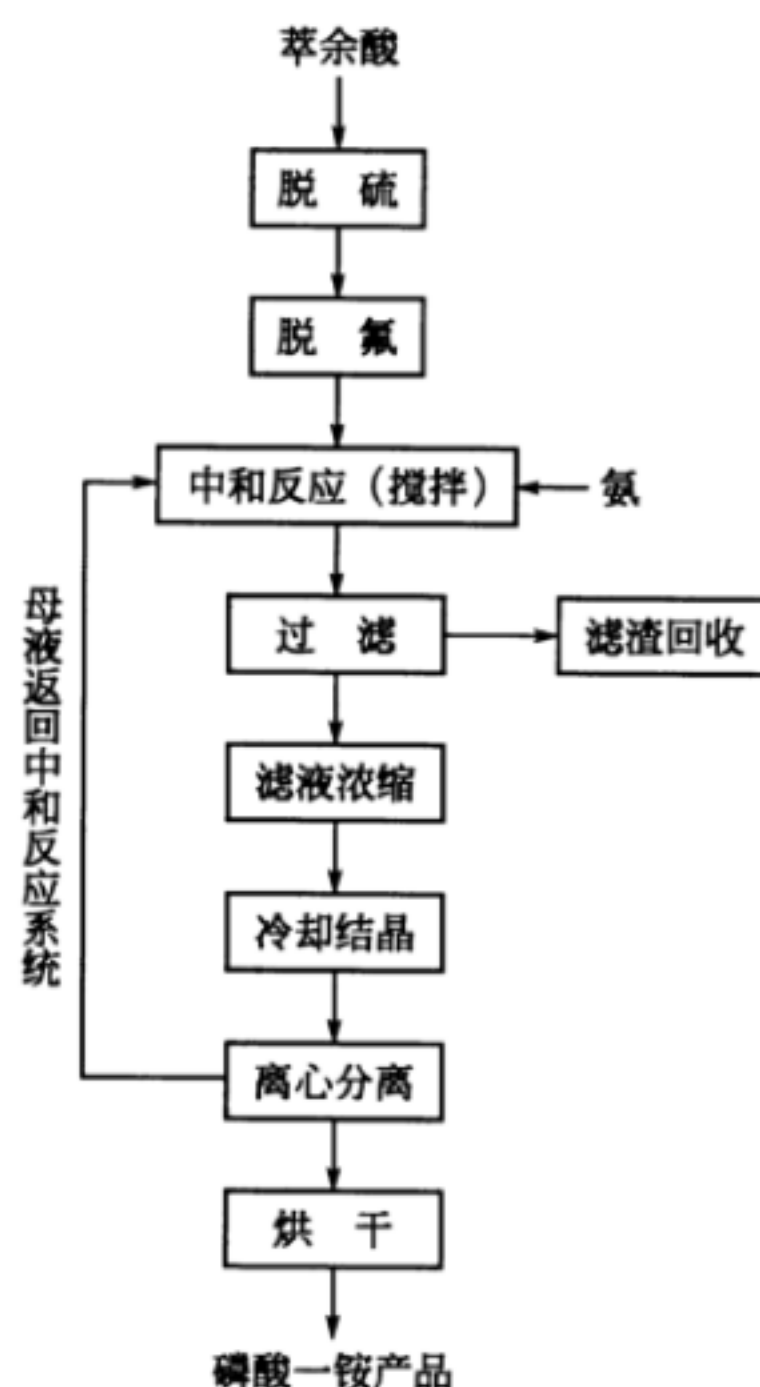 萃余酸
脱 硫
脱 氟
中和反应（搅拌）
氨
母液返回中和反应系统
过 滤
滤渣回收
滤液浓缩
冷却结晶
离心分离
烘 干
磷酸一铵产品